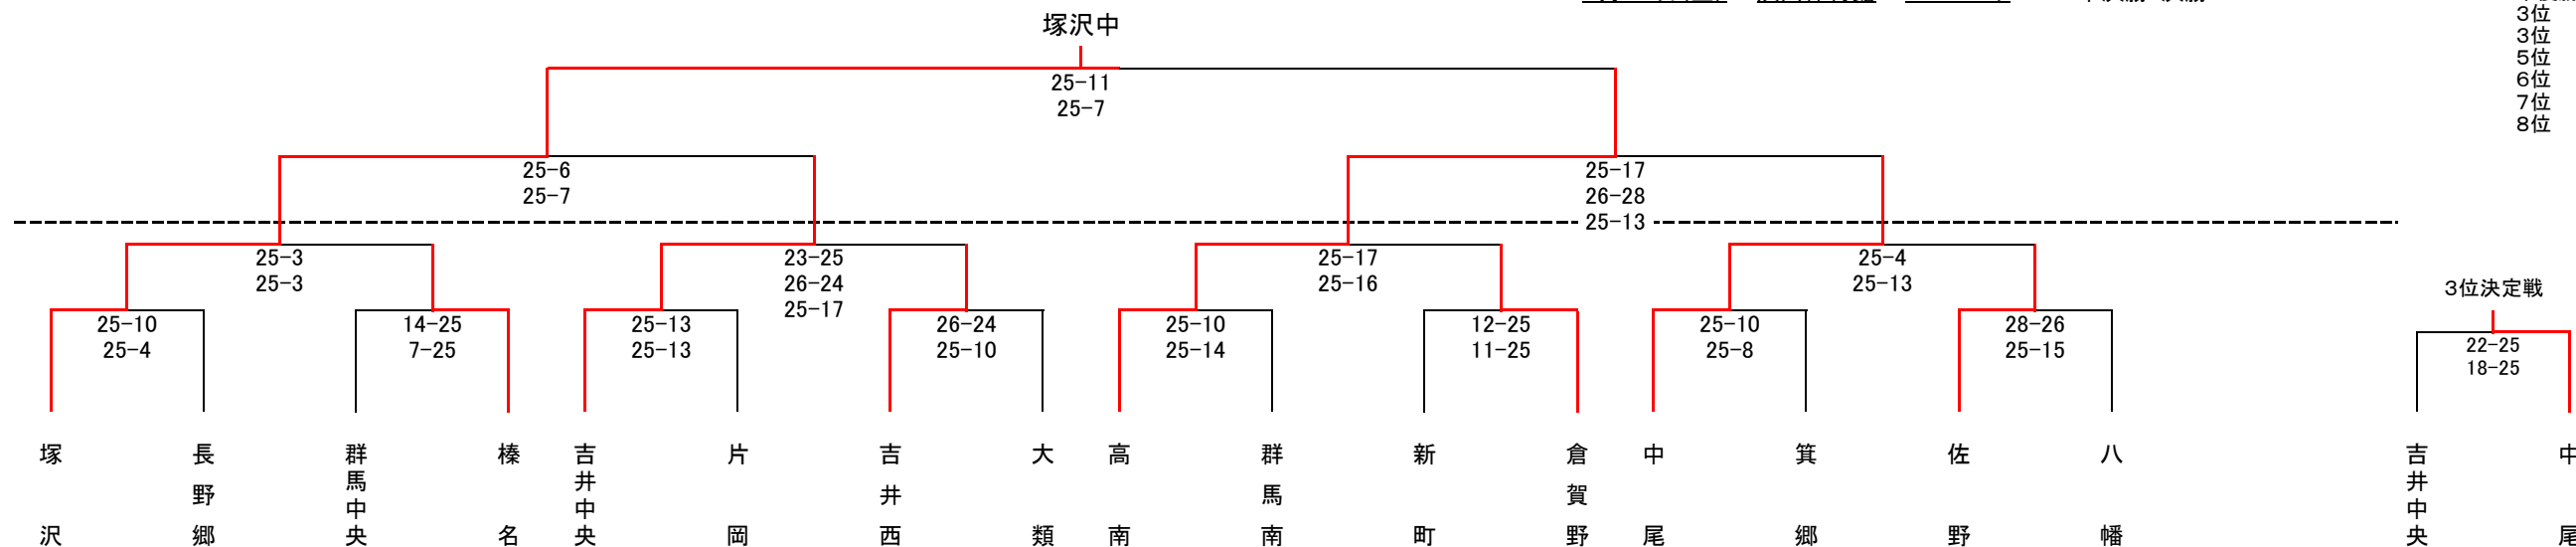 塚沢中
3位
3位
5位
6位
7位
8位
25-11
25-7
25-6
25-7
25-17
26-28
25-13
25-3
25-3
23-25
26-24
25-17
25-17
25-16
25-4
25-13
3位決定戦
25-10
25-4
14-25
7-25
25-13
25-13
26-24
25-10
25-10
25-14
12-25
11-25
25-10
25-8
28-26
25-15
22-25
18-25
塚沢
長野郷
群馬中央
榛名
吉井中央
片岡
吉井西
大類
高南
群馬南
新町
倉賀野
中尾
箕郷
佐野
八幡
吉井中央
中尾